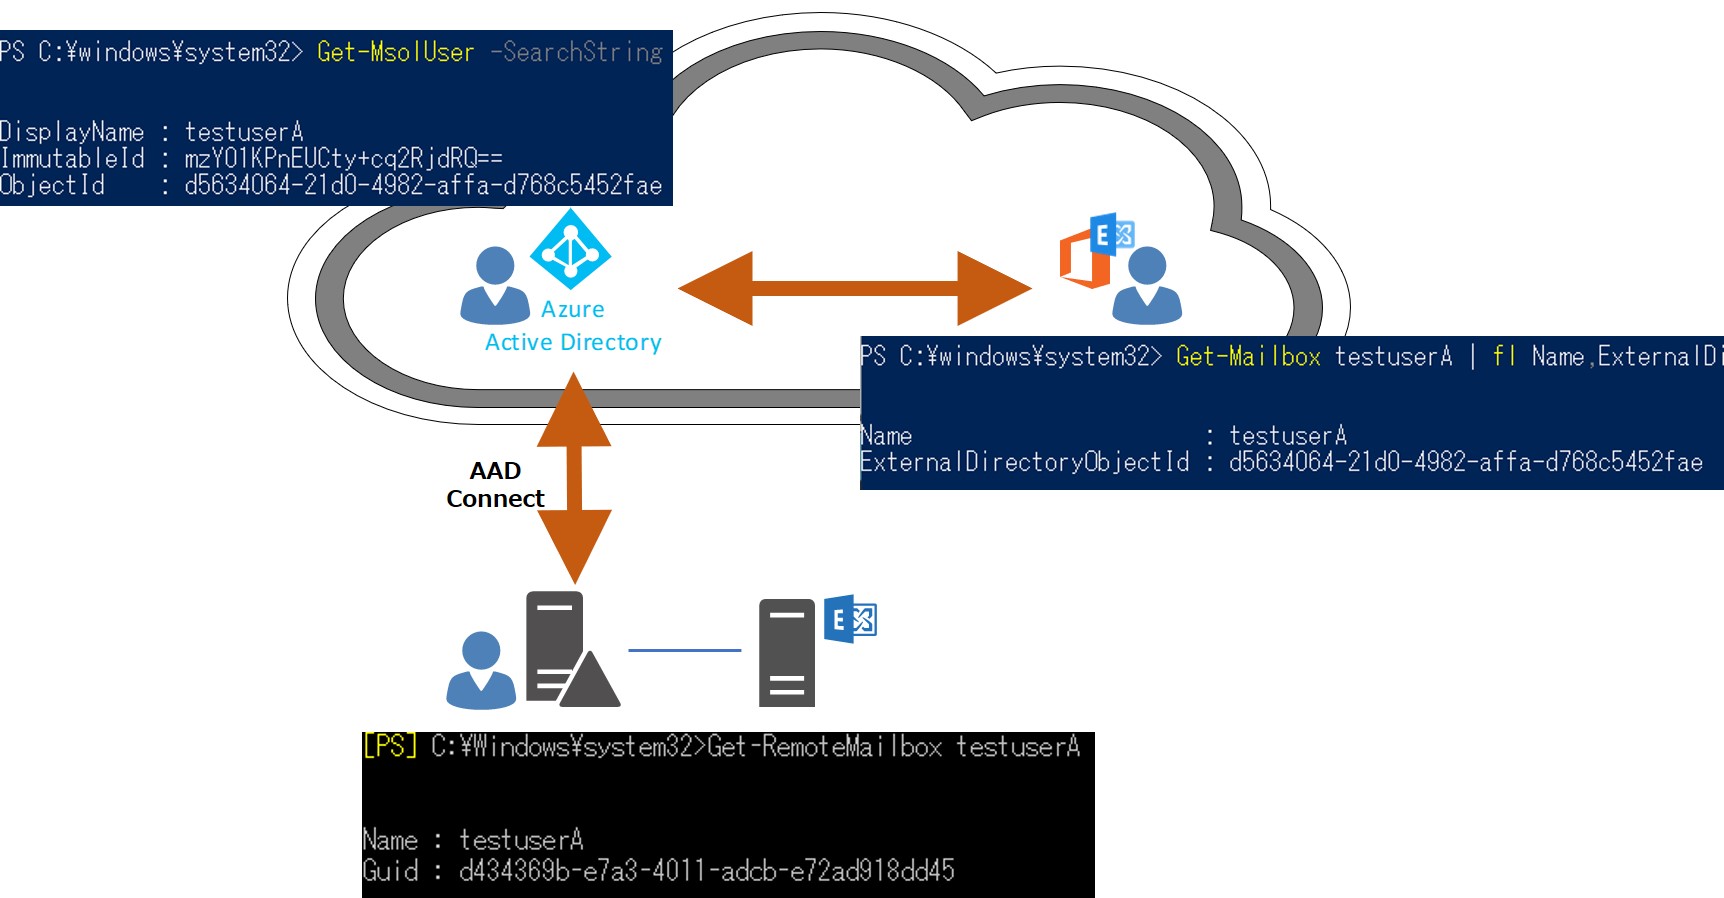 PS C:¥windows¥system32> Get-MsolUser -SearchString
DisplayName : testuserA
ImmutableId : mzYO1KPnEUCty+cq2RjdRQ==
ObjectId : d5634064-21d0-4982-affa-d768c5452fae
Azure
Active Directory
E
PS C:¥windows¥system32> Get-Mailbox testuserA | fl Name,ExternalDi
Name : testuserA
ExternalDirectoryObjectId : d5634064-21d0-4982-affa-d768c5452fae
AAD
Connect
E
[PS] C:¥Windows¥system32>Get-RemoteMailbox testuserA
Name : testuserA
Guid : d434369b-e7a3-4011-adcb-e72ad918dd45